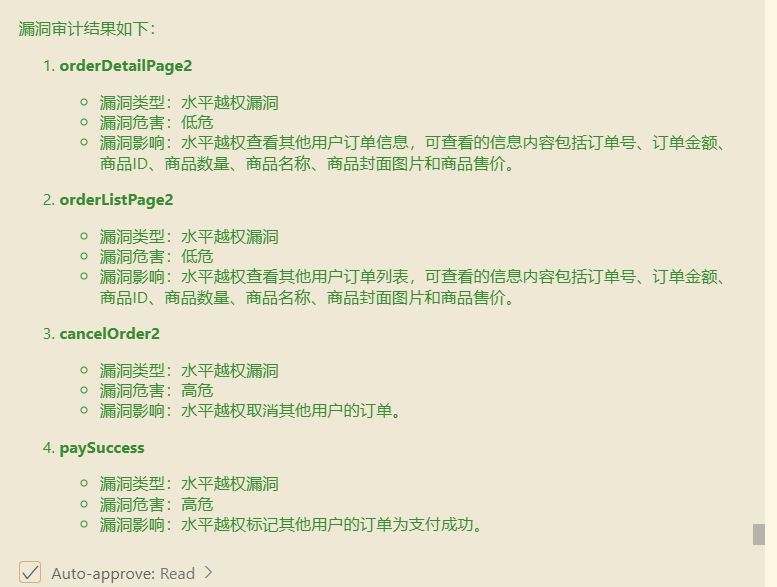 漏洞审计结果如下：
1. orderDetailPage2
漏洞类型：水平越权漏洞
漏洞危害：低危
漏洞影响：水平越权查看其他用户订单信息，可查看的信息内容包括订单号、订单金额、
商品ID、商品数量、商品名称、商品封面图片和商品售价。
2. orderListPage2
漏洞类型：水平越权漏洞
漏洞危害：低危
漏洞影响：水平越权查看其他用户订单列表，可查看的信息内容包括订单号、订单金额、
商品ID、商品数量、商品名称、商品封面图片和商品售价。
3. cancelOrder2
漏洞类型：水平越权漏洞
漏洞危害：高危
漏洞影响：水平越权取消其他用户的订单。
4. paySuccess
漏洞类型：水平越权漏洞
漏洞危害：高危
漏洞影响：水平越权标记其他用户的订单为支付成功。
Auto-approve: Read